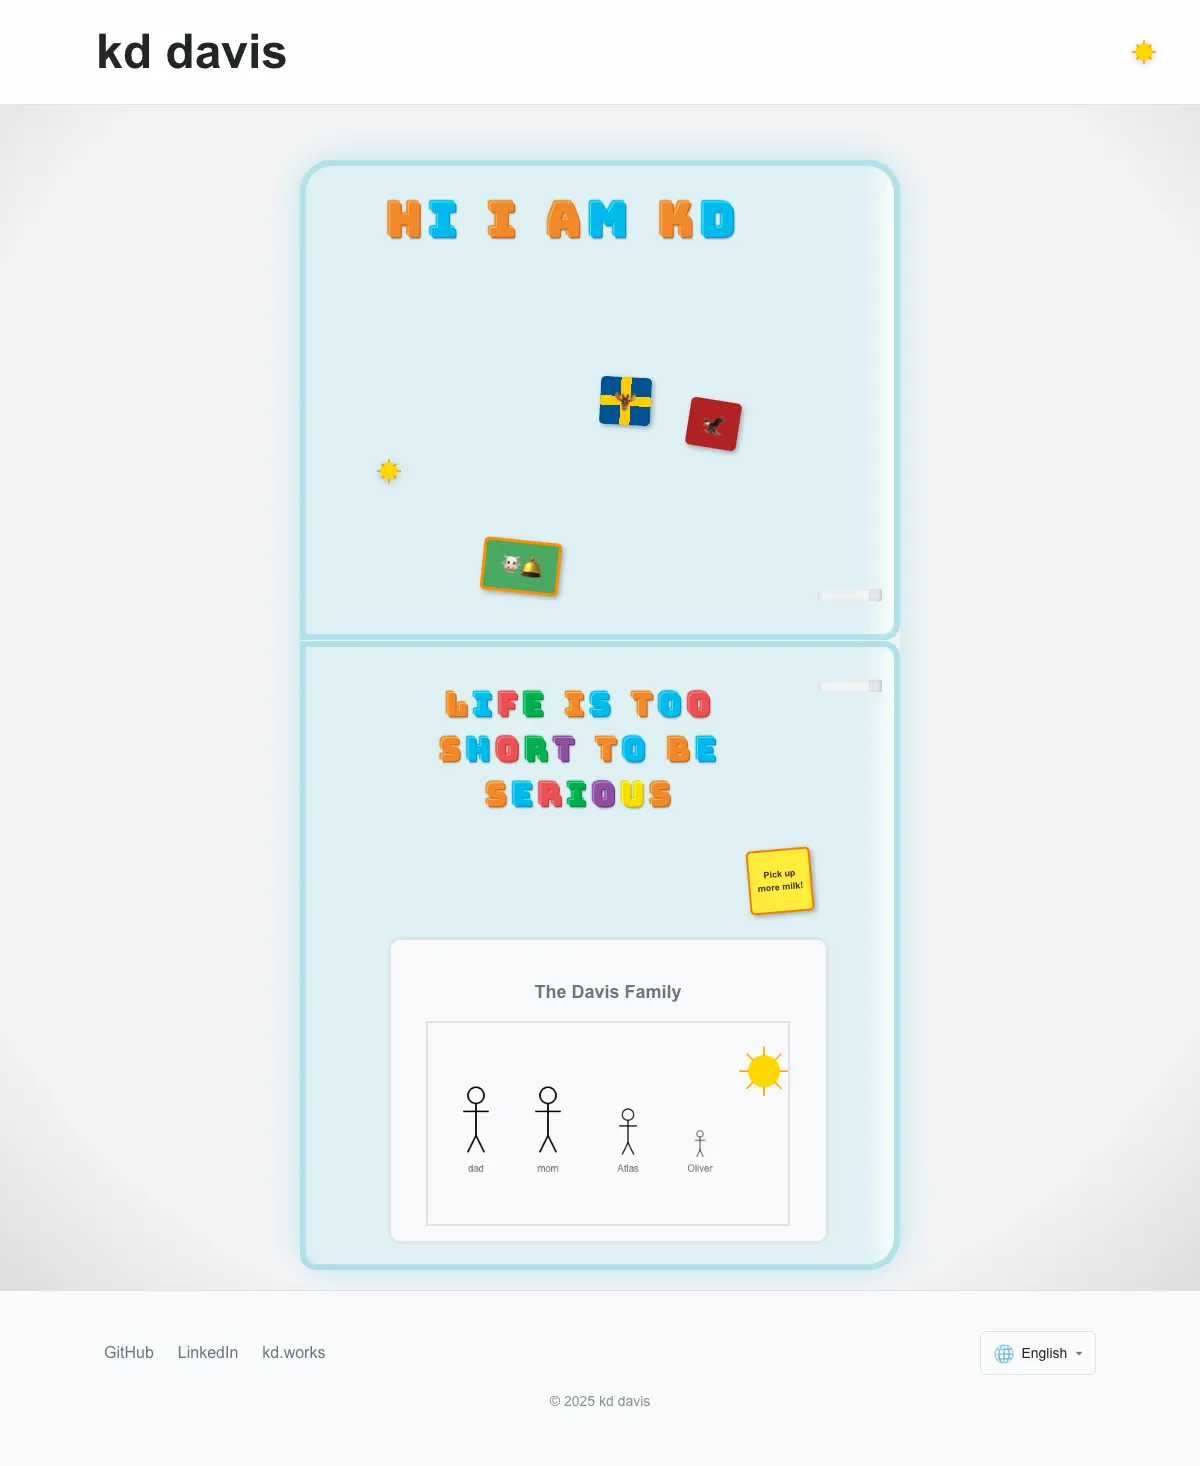 kd davis
HI I AM KD
LIFE IS TOO
SHORT TO BE
SERIOUS
Pick up
more milk!
The Davis Family
dad mom Atlas Oliver
GitHub LinkedIn kd.works
English
© 2025 kd davis